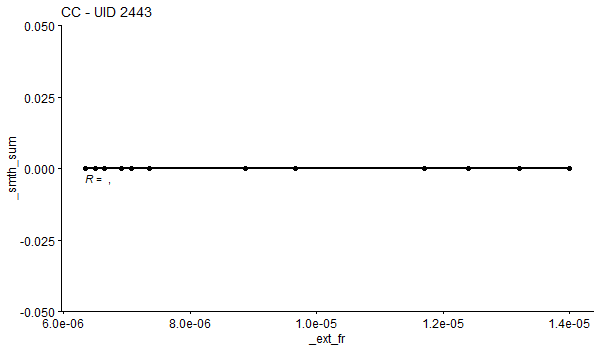 CC - UID 2443
0.050
0.025
0.000
-0.025
-0.050
_smth_sum
R = ,
6.0e-06 8.0e-06 1.0e-05 1.2e-05 1.4e-05
_ext_fr